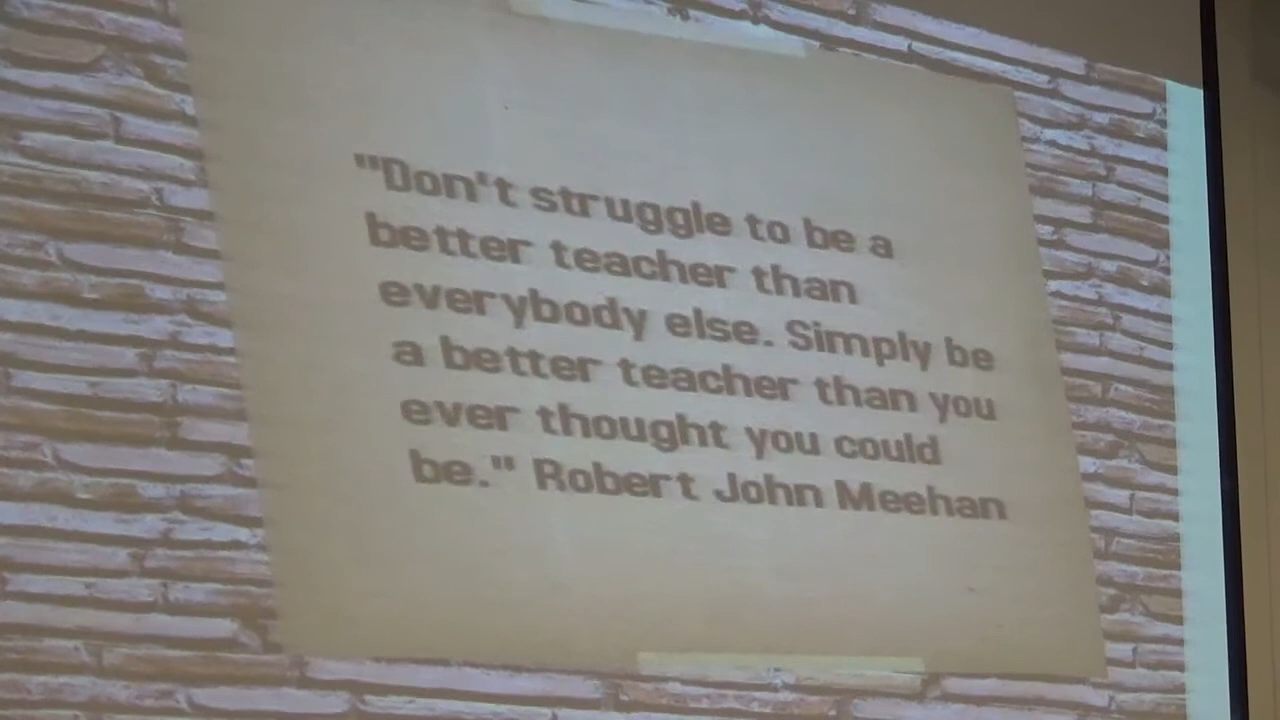 "Don't struggle to be a
better teacher than
everybody else. Simply be
a better teacher than you
ever thought you could
be." Robert John Meehan